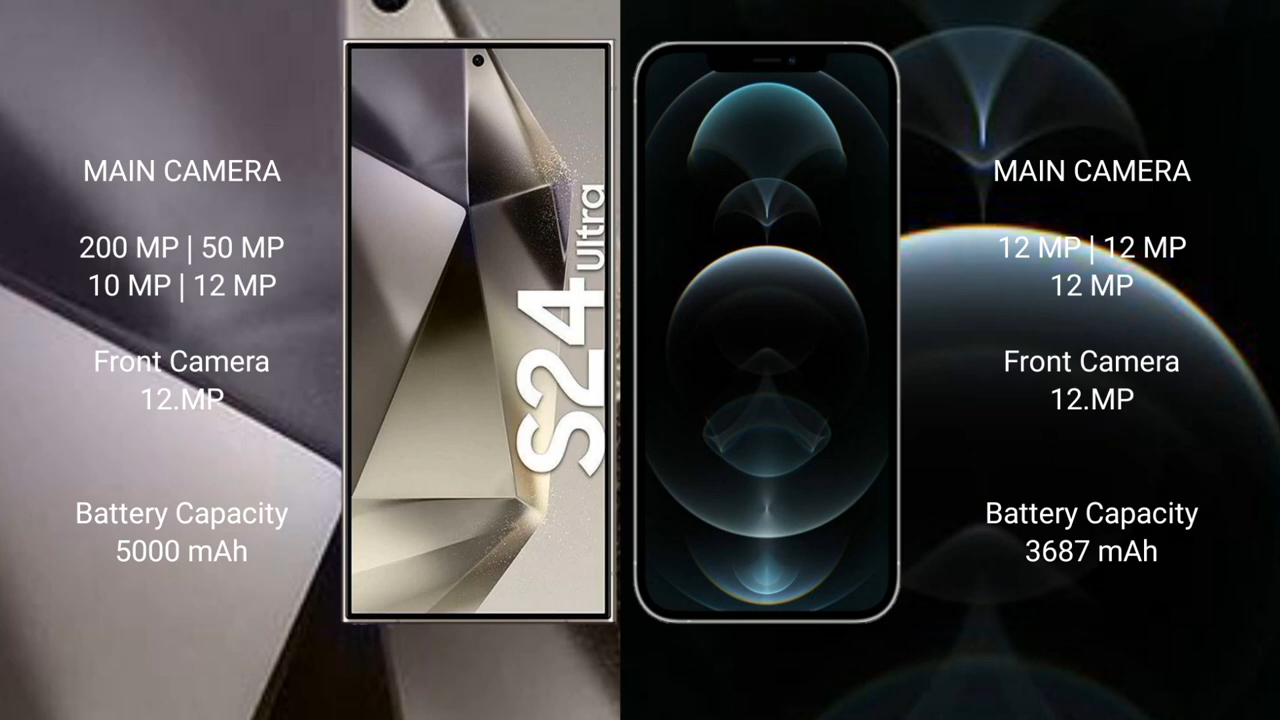 MAIN CAMERA
200 MP | 50 MP
10 MP | 12 MP
Front Camera
12.MP
Battery Capacity
5000 mAh
S24 Ultra
MAIN CAMERA
12 MP | 12 MP
12 MP
Front Camera
12.MP
Battery Capacity
3687 mAh